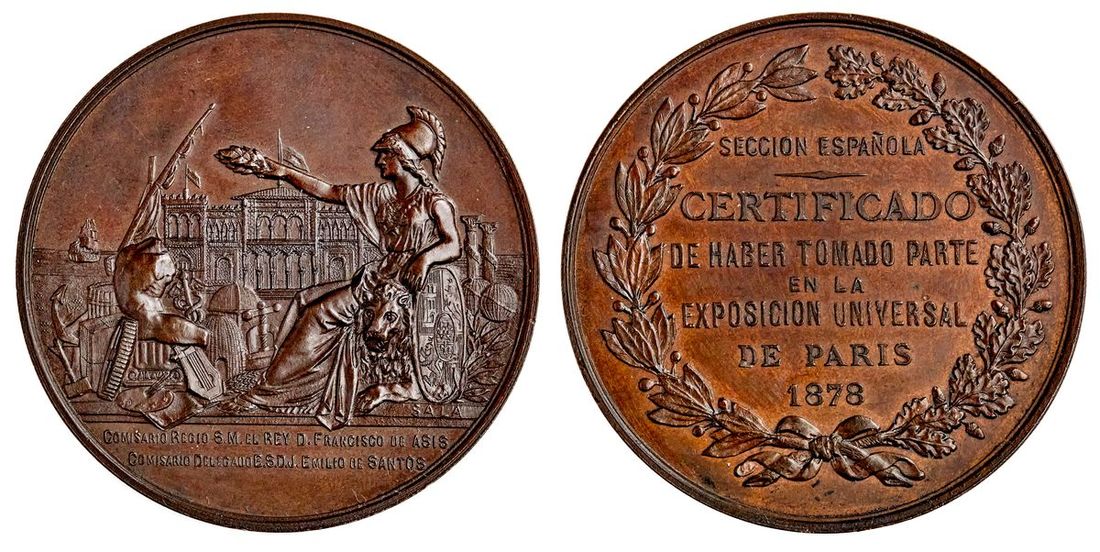 SALA
COMISARIO REGIO S.M. EL REY D. FRANCISCO DE ASIS
COMISARIO DELEGADO E.S.D.J. EMILIO DE SANTOS
SECCION ESPAÑOLA
CERTIFICADO
DE HABER TOMADO PARTE
EN LA
EXPOSICION UNIVERSAL
DE PARIS
1878